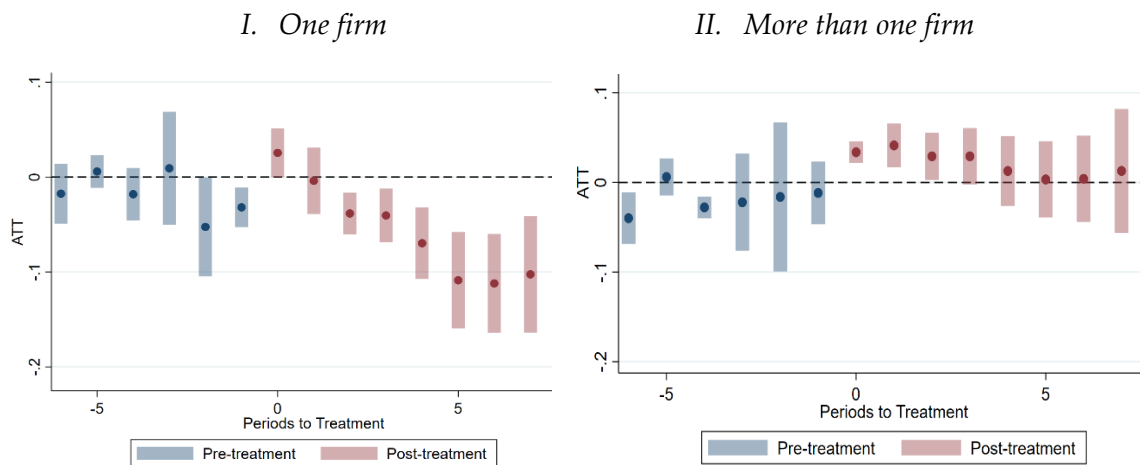 I. One firm
.1
0
-.1
-.2
ATT
-5
0
5
Periods to Treatment
Pre-treatment
Post-treatment
II. More than one firm
.1
0
-.1
-.2
ATT
-5
0
5
Periods to Treatment
Pre-treatment
Post-treatment